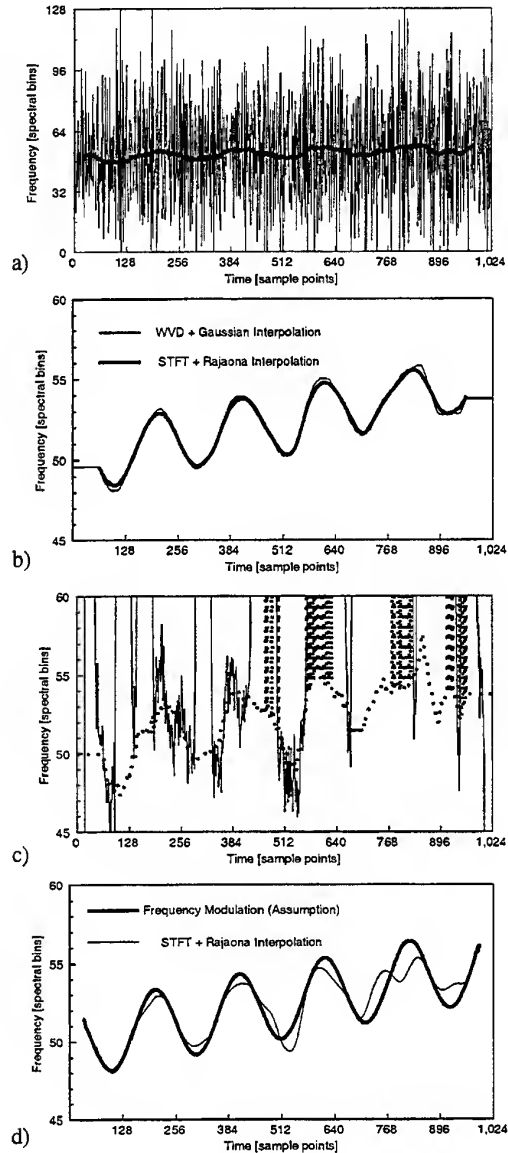 128
96
64
32
0
Frequency [spectral bins]
0 128 256 384 512 640 768 896 1,024
Time [sample points]
a)
60
55
50
45
Frequency [spectral bins]
WVD + Gaussian Interpolation
STFT + Rajaona Interpolation
128 256 384 512 640 768 896 1,024
Time [sample points]
b)
60
55
50
45
Frequency [spectral bins]
0 128 256 384 512 640 768 896 1,024
Time [sample points]
c)
60
55
50
45
Frequency [spectral bins]
Frequency Modulation (Assumption)
STFT + Rajaona Interpolation
128 256 384 512 640 768 896 1,024
Time [sample points]
d)